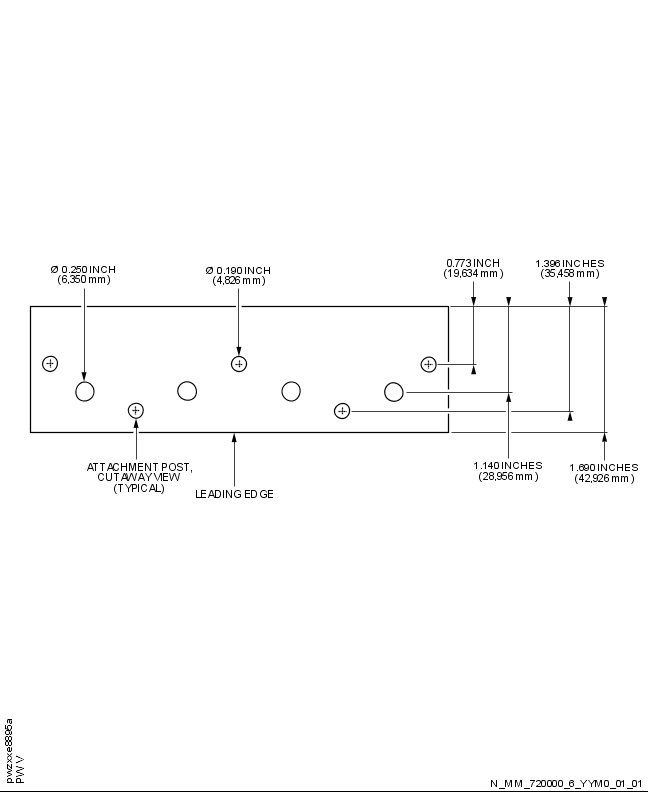 Ø 0.250 INCH
(6,350 mm)
Ø 0.190 INCH
(4,826 mm)
0.773 INCH
(19,634 mm)
1.396 INCHES
(35,458 mm)
ATTACHMENT POST,
CUTAWAY VIEW
(TYPICAL)
LEADING EDGE
1.140 INCHES
(28,956 mm)
1.690 INCHES
(42,926 mm)
pwzxxe8896a
PW V
N_MM_720000_6_YYM0_01_01